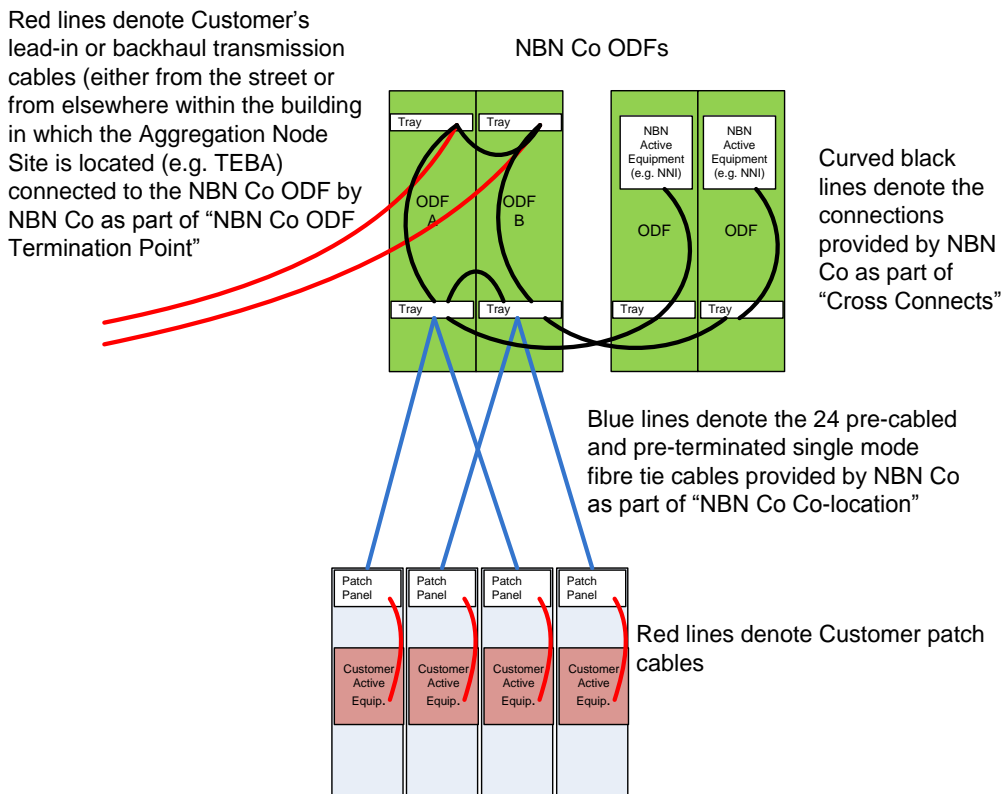 Red lines denote Customer's
lead-in or backhaul transmission
cables (either from the street or
from elsewhere within the building
in which the Aggregation Node
Site is located (e.g. TEBA)
connected to the NBN Co ODF by
NBN Co as part of “NBN Co ODF
Termination Point”
NBN Co ODFs
Tray
Tray
ODF
A
ODF
B
Tray
Tray
NBN
Active
Equipment
(e.g. NNI)
NBN
Active
Equipment
(e.g. NNI)
ODF
ODF
Tray
Tray
Curved black
lines denote the
connections
provided by NBN
Co as part of
“Cross Connects”
Blue lines denote the 24 pre-cabled
and pre-terminated single mode
fibre tie cables provided by NBN Co
as part of “NBN Co Co-location”
Patch
Panel
Patch
Panel
Patch
Panel
Patch
Panel
Customer
Active
Equip.
Customer
Active
Equip.
Customer
Active
Equip.
Customer
Active
Equip.
Red lines denote Customer patch
cables